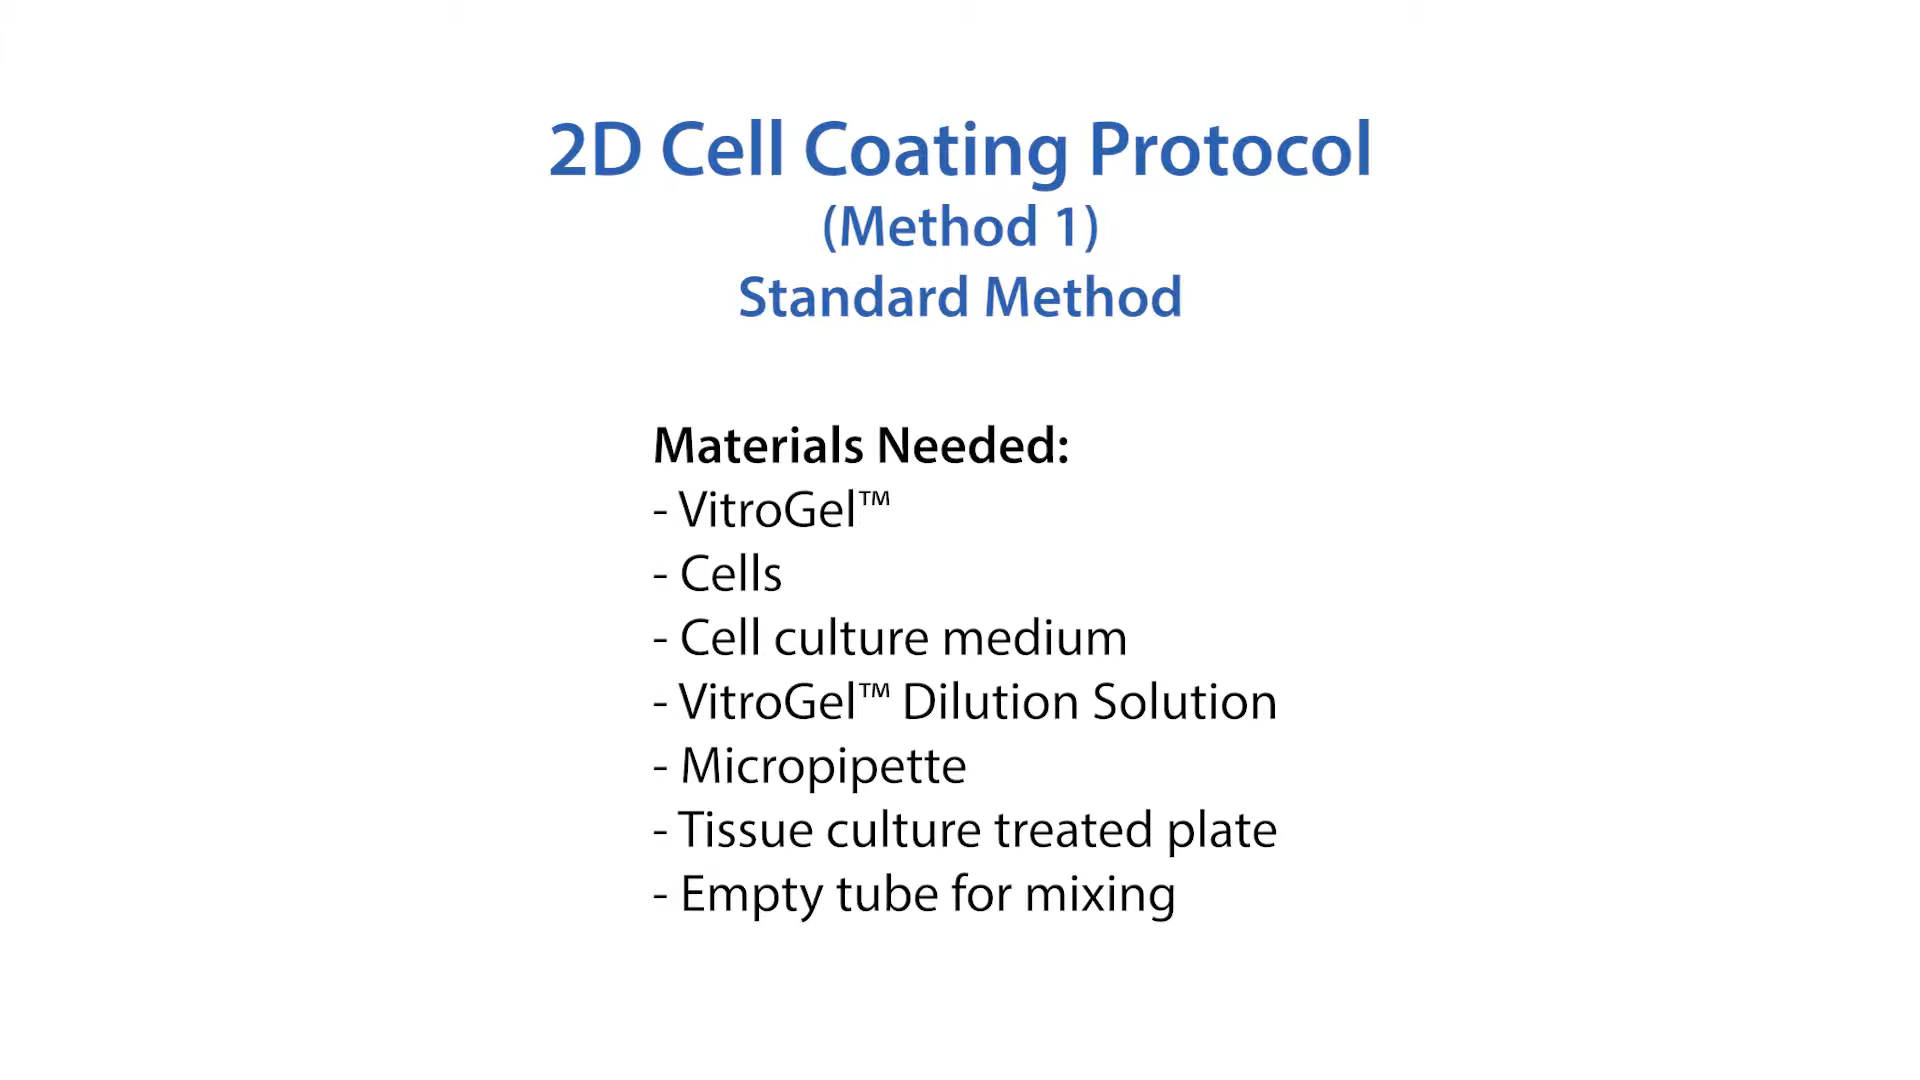 2D Cell Coating Protocol
(Method 1)
Standard Method
Materials Needed:
- VitroGel™
- Cells
- Cell culture medium
- VitroGel™ Dilution Solution
- Micropipette
- Tissue culture treated plate
- Empty tube for mixing